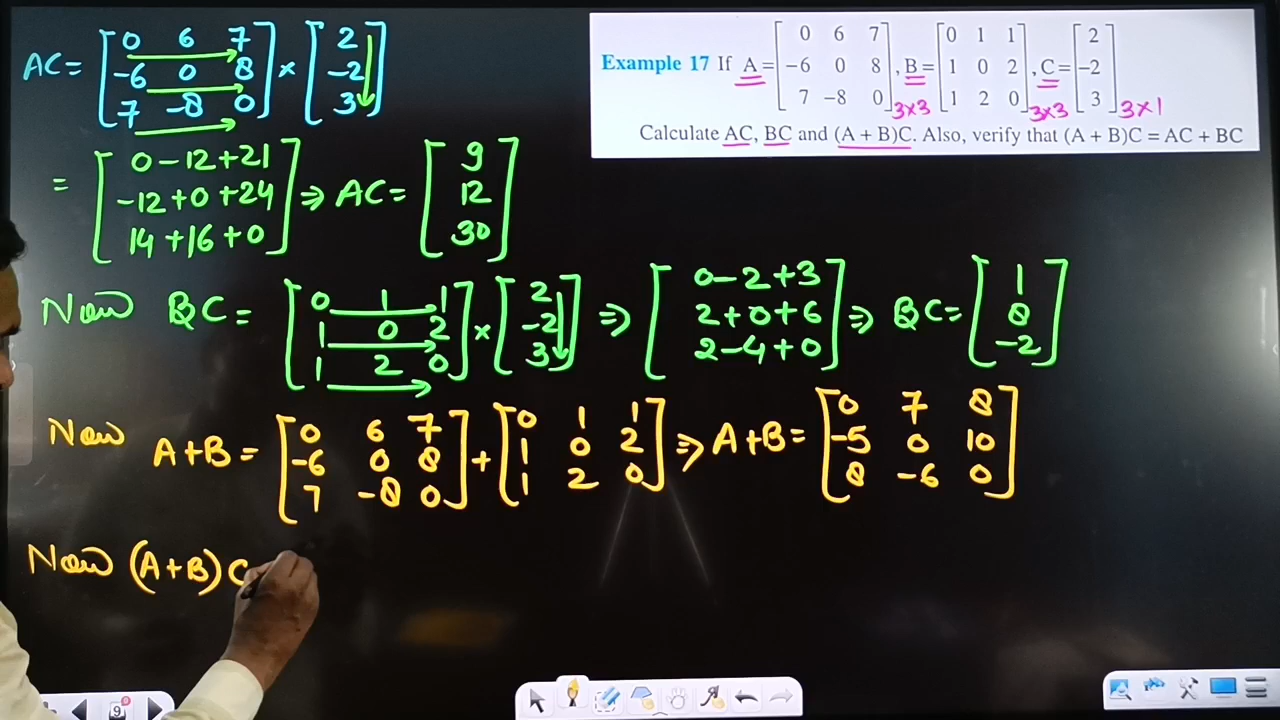 AC = [0 6 7
-6 0 8
7 -8 0] × [2
-2
3]
= [0-12+21
-12+0+24
14+16+0] ⇒ AC = [9
12
30]
Now BC = [0 1 1
1 0 2
1 2 0] × [2
-2
3] ⇒ [0-2+3
2+0+6
2-4+0] ⇒ BC = [1
8
-2]
Now A+B = [0 6 7
-6 0 8
7 -8 0] + [0 1 1
1 0 2
1 2 0] ⇒ A+B = [0 7 8
-5 0 10
8 -6 0]
Now (A+B) C
Example 17 If A = [0 6 7
-6 0 8
7 -8 0] 3×3, B = [0 1 1
1 0 2
1 2 0] 3×3, C = [2
-2
3] 3×1
Calculate AC, BC and (A + B)C. Also, verify that (A + B)C = AC + BC
9